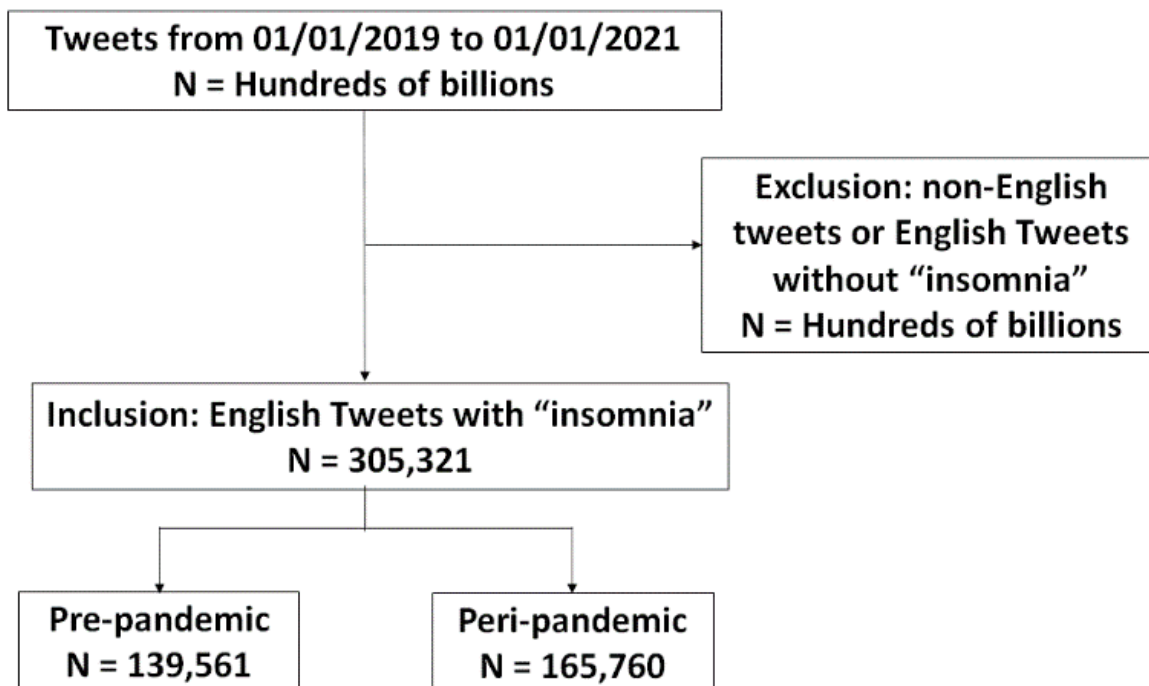 Tweets from 01/01/2019 to 01/01/2021
N = Hundreds of billions
Exclusion: non-English
tweets or English Tweets
without “insomnia”
N = Hundreds of billions
Inclusion: English Tweets with “insomnia”
N = 305,321
Pre-pandemic
N = 139,561
Peri-pandemic
N = 165,760